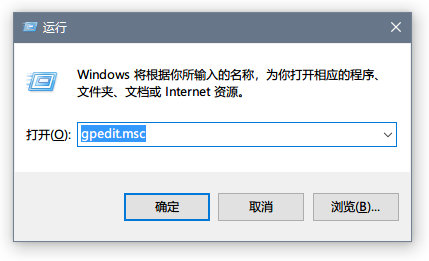 运行
Windows 将根据你所输入的名称，为你打开相应的程序、
文件夹、文档或 Internet 资源。
打开(O): gpedit.msc
确定 取消 浏览(B)...